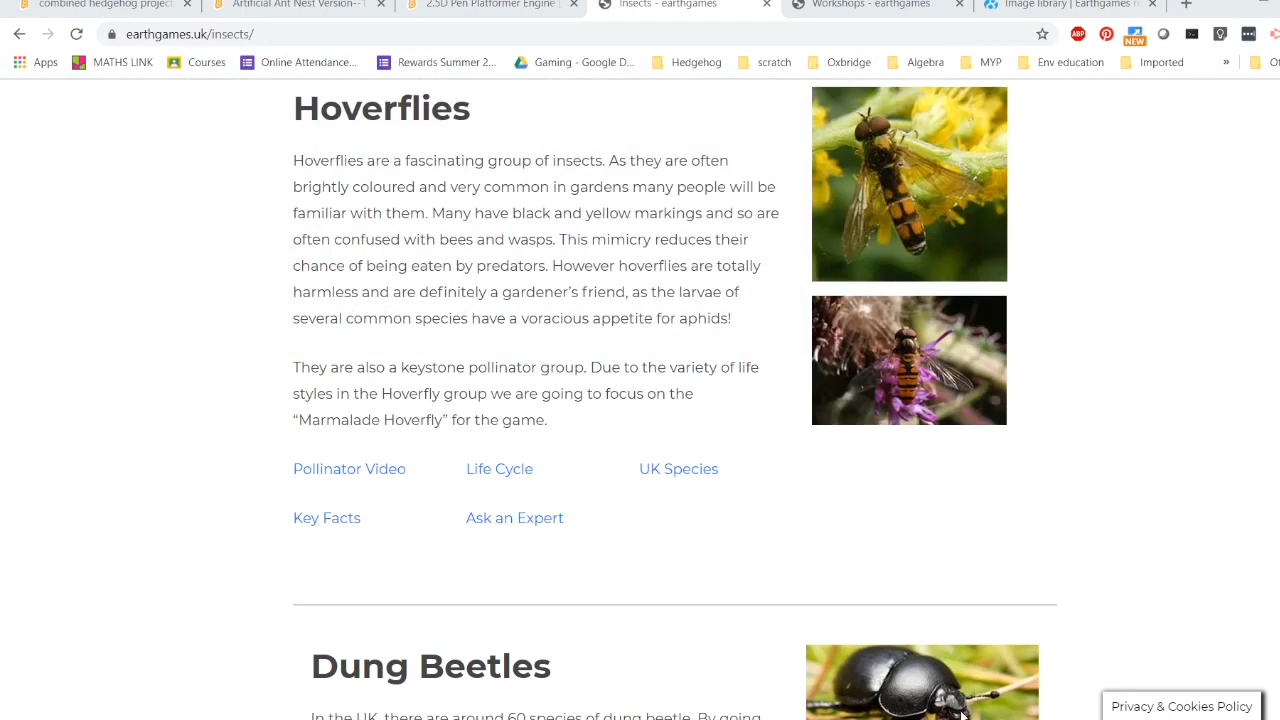 combined hedgehog project
Artificial Ant Nest Version--
2.5D Pen Platformer Engine
Insects - earthgames
Workshops - earthgames
Image library | Earthgames
earthgames.uk/insects/
ABP
NEW
Apps
MATHS LINK
Courses
Online Attendance...
Rewards Summer 2...
Gaming - Google D...
Hedgehog
scratch
Oxbridge
Algebra
MYP
Env education
Imported
»
Hoverflies
Hoverflies are a fascinating group of insects. As they are often
brightly coloured and very common in gardens many people will be
familiar with them. Many have black and yellow markings and so are
often confused with bees and wasps. This mimicry reduces their
chance of being eaten by predators. However hoverflies are totally
harmless and are definitely a gardener’s friend, as the larvae of
several common species have a voracious appetite for aphids!
They are also a keystone pollinator group. Due to the variety of life
styles in the Hoverfly group we are going to focus on the
“Marmalade Hoverfly” for the game.
Pollinator Video Life Cycle UK Species
Key Facts Ask an Expert
Dung Beetles
In the UK, there are around 60 species of dung beetle. By going
Privacy & Cookies Policy